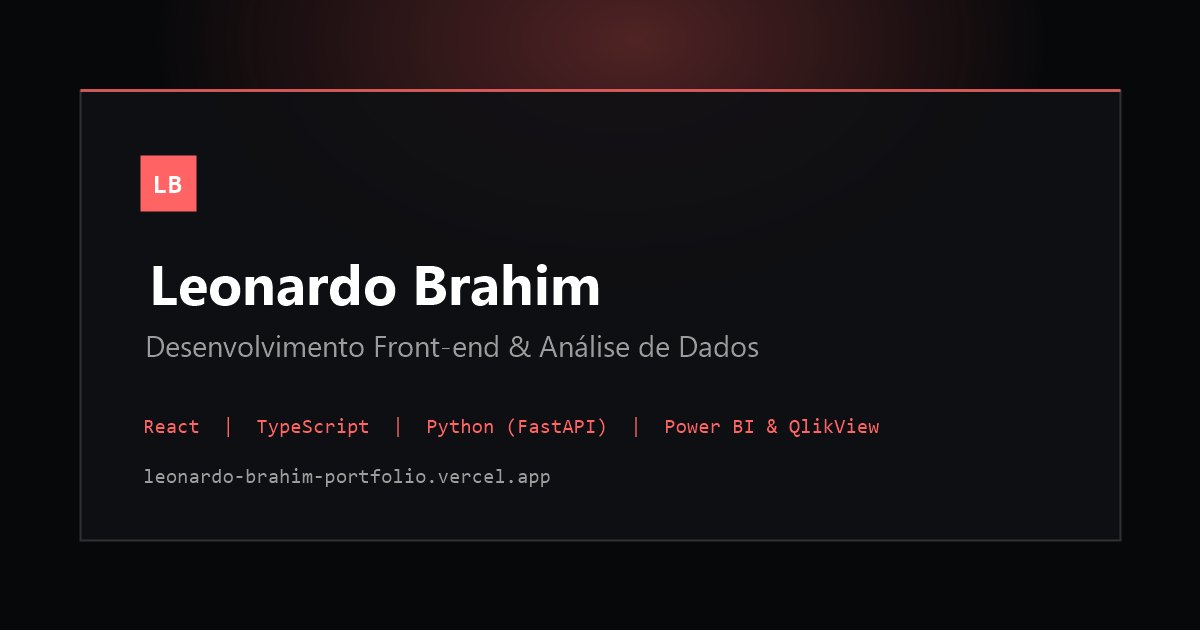 LB
Leonardo Brahim
Desenvolvimento Front-end & Análise de Dados
React | TypeScript | Python (FastAPI) | Power BI & QlikView
leonardo-brahim-portfolio.vercel.app